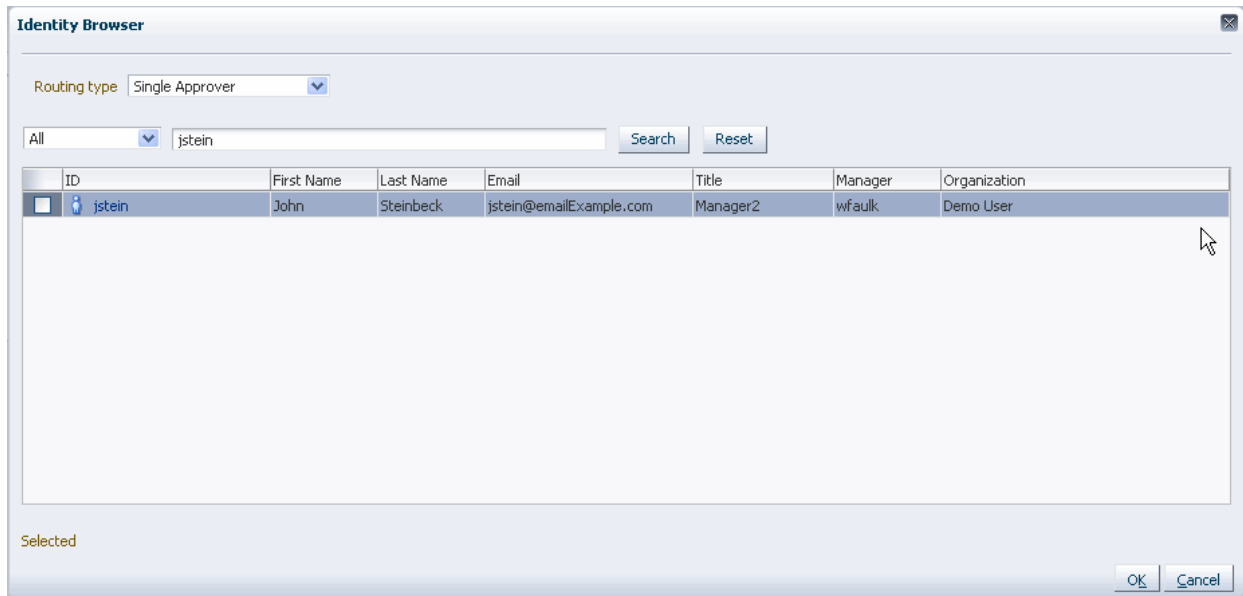 Identity Browser
Routing type Single Approver
All jstein Search Reset
ID First Name Last Name Email Title Manager Organization
jstein John Steinbeck jstein@emailExample.com Manager2 wfaulk Demo User
Selected
OK Cancel